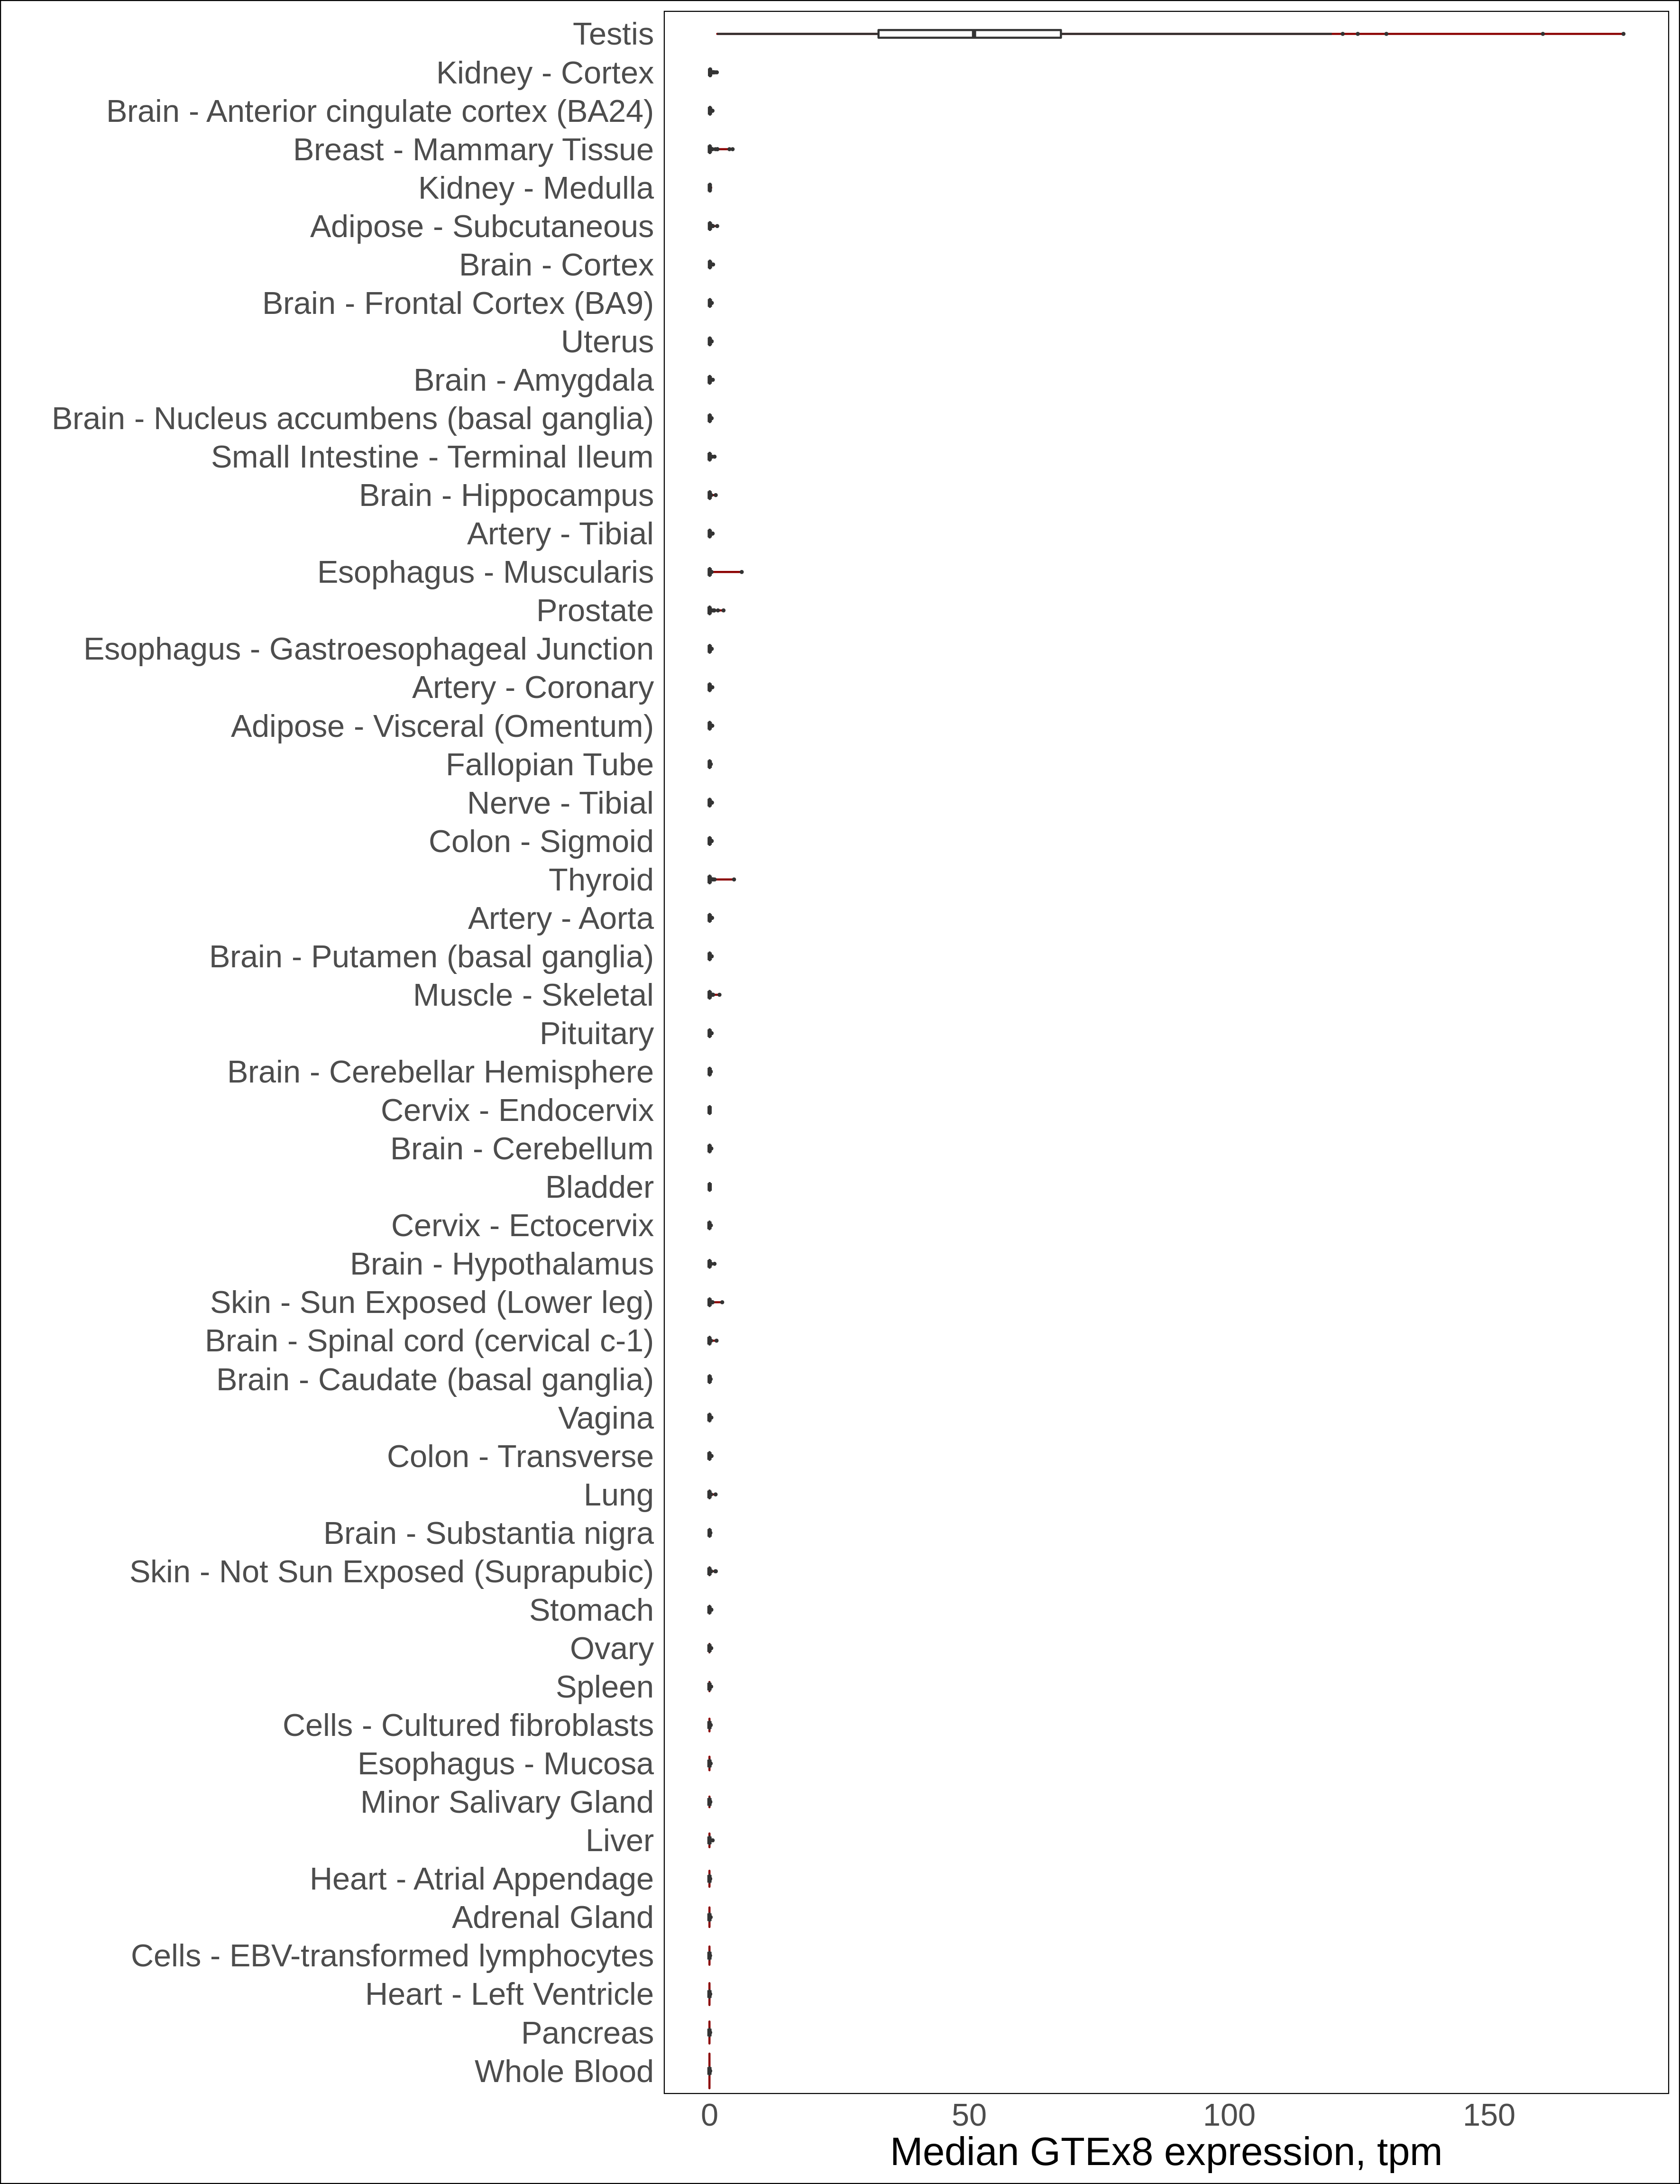 Testis
Kidney - Cortex
Brain - Anterior cingulate cortex (BA24)
Breast - Mammary Tissue
Kidney - Medulla
Adipose - Subcutaneous
Brain - Cortex
Brain - Frontal Cortex (BA9)
Uterus
Brain - Amygdala
Brain - Nucleus accumbens (basal ganglia)
Small Intestine - Terminal Ileum
Brain - Hippocampus
Artery - Tibial
Esophagus - Muscularis
Prostate
Esophagus - Gastroesophageal Junction
Artery - Coronary
Adipose - Visceral (Omentum)
Fallopian Tube
Nerve - Tibial
Colon - Sigmoid
Thyroid
Artery - Aorta
Brain - Putamen (basal ganglia)
Muscle - Skeletal
Pituitary
Brain - Cerebellar Hemisphere
Cervix - Endocervix
Brain - Cerebellum
Bladder
Cervix - Ectocervix
Brain - Hypothalamus
Skin - Sun Exposed (Lower leg)
Brain - Spinal cord (cervical c-1)
Brain - Caudate (basal ganglia)
Vagina
Colon - Transverse
Lung
Brain - Substantia nigra
Skin - Not Sun Exposed (Suprapubic)
Stomach
Ovary
Spleen
Cells - Cultured fibroblasts
Esophagus - Mucosa
Minor Salivary Gland
Liver
Heart - Atrial Appendage
Adrenal Gland
Cells - EBV-transformed lymphocytes
Heart - Left Ventricle
Pancreas
Whole Blood
0 50 100 150
Median GTEx8 expression, tpm